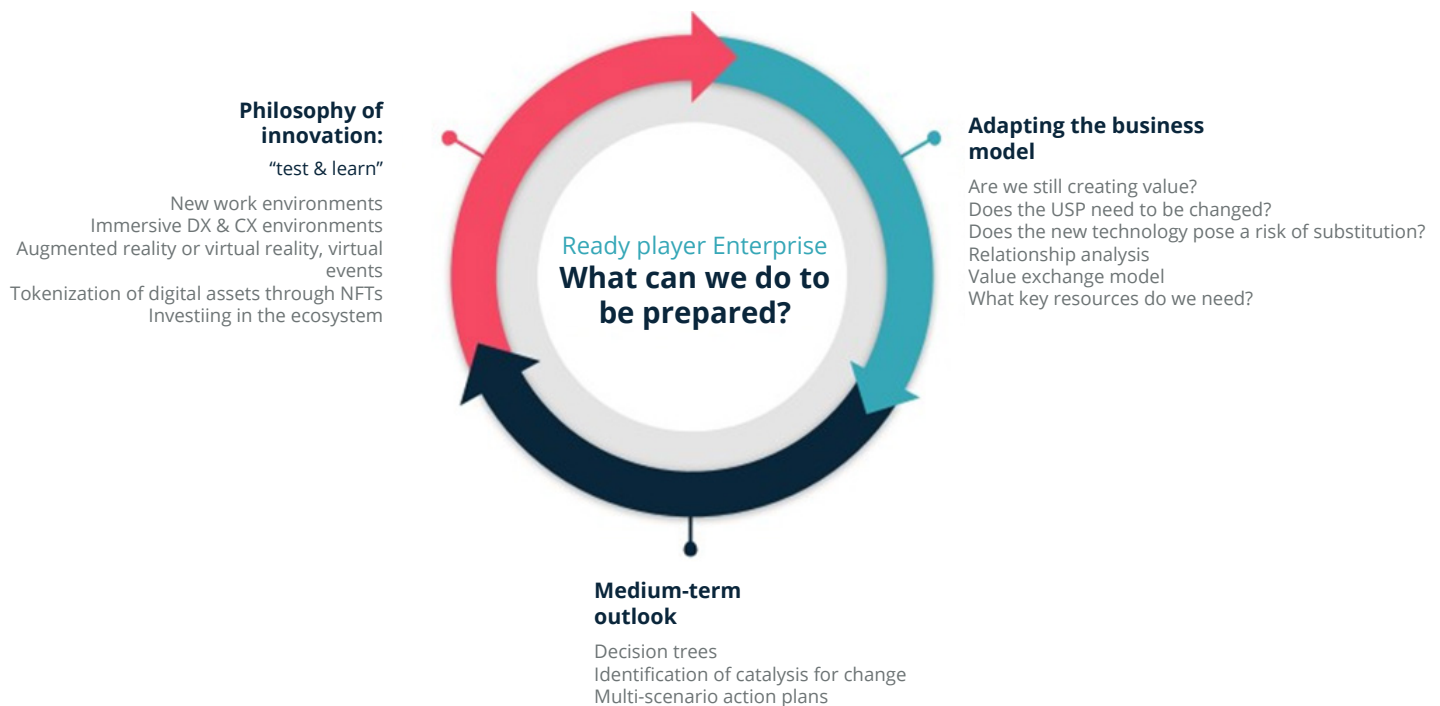 Philosophy of
innovation:
“test & learn”
New work environments
Immersive DX & CX environments
Augmented reality or virtual reality, virtual
events
Tokenization of digital assets through NFTs
Investiing in the ecosystem
Ready player Enterprise
What can we do to
be prepared?
Adapting the business
model
Are we still creating value?
Does the USP need to be changed?
Does the new technology pose a risk of substitution?
Relationship analysis
Value exchange model
What key resources do we need?
Medium-term
outlook
Decision trees
Identification of catalysis for change
Multi-scenario action plans